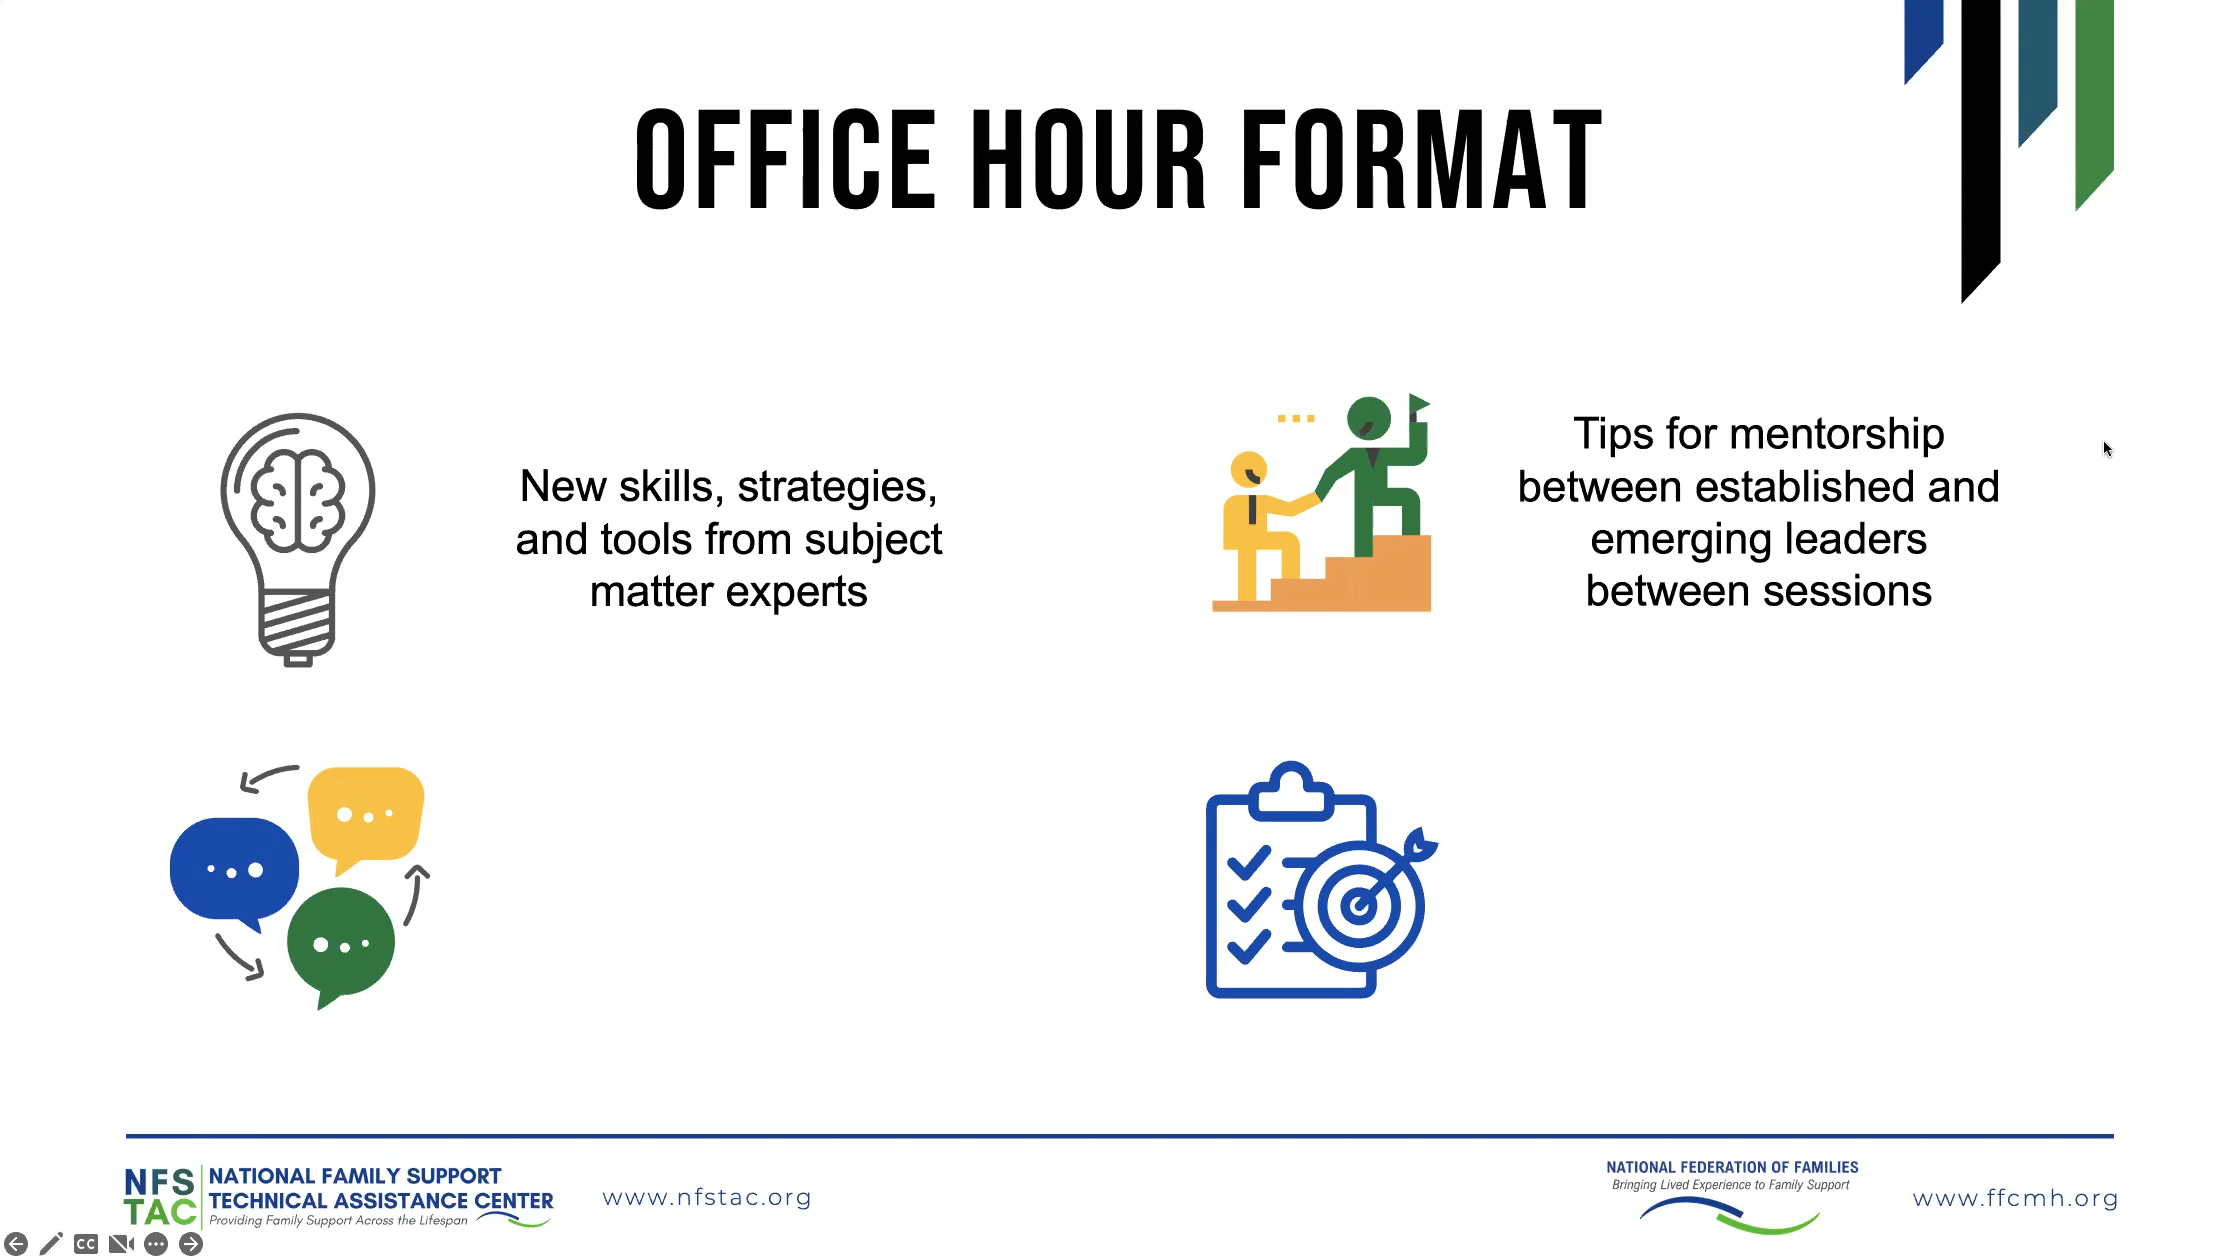 OFFICE HOUR FORMAT
New skills, strategies,
and tools from subject
matter experts
Tips for mentorship
between established and
emerging leaders
between sessions
NFS
TAC
NATIONAL FAMILY SUPPORT
TECHNICAL ASSISTANCE CENTER
Providing Family Support Across the Lifespan
www.nfstac.org
NATIONAL FEDERATION OF FAMILIES
Bringing Lived Experience to Family Support
www.ffcmh.org
CC